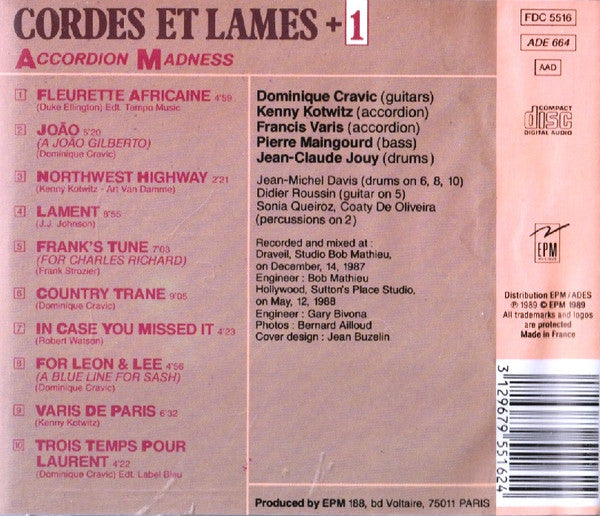 CORDES ET LAMES +1
ACCORDION MADNESS
1 FLEURETTE AFRICAINE 4'59
(Duke Ellington) Edt. Tempo Music
2 JOÃO 5'20
(A JOÃO GILBERTO)
(Dominique Cravic)
3 NORTHWEST HIGHWAY 2'21
(Kenny Kotwitz - Art Van Damme)
4 LAMENT 8'55
(J.J. Johnson)
5 FRANK'S TUNE 7'03
(FOR CHARLES RICHARD)
(Frank Strozier)
6 COUNTRY TRANE 9'05
(Dominique Cravic)
7 IN CASE YOU MISSED IT 4'23
(Robert Watson)
8 FOR LEON & LEE 4'56
(A BLUE LINE FOR SASH)
(Dominique Cravic)
9 VARIS DE PARIS 6'32
(Kenny Kotwitz)
10 TROIS TEMPS POUR
LAURENT 4'22
(Dominique Cravic) Edt. Label Bleu
Dominique Cravic (guitars)
Kenny Kotwitz (accordion)
Francis Varis (accordion)
Pierre Maingourd (bass)
Jean-Claude Jouy (drums)
Jean-Michel Davis (drums on 6, 8, 10)
Didier Roussin (guitar on 5)
Sonia Queiroz, Coaty De Oliveira
(percussions on 2)
Recorded and mixed at :
Draveil, Studio Bob Mathieu,
on December, 14, 1987
Engineer : Bob Mathieu
Hollywood, Sutton's Place Studio,
on May, 12, 1988
Engineer : Gary Bivona
Photos : Bernard Ailloud
Cover design : Jean Buzelin
Produced by EPM 188, bd Voltaire, 75011 PARIS
FDC 5516
ADE 664
AAD
COMPACT
disc
DIGITAL AUDIO
EPM
Distribution EPM/ADES
℗ 1989 © EPM 1989
All trademarks and logos
are protected
Made in France
3 129679 551624